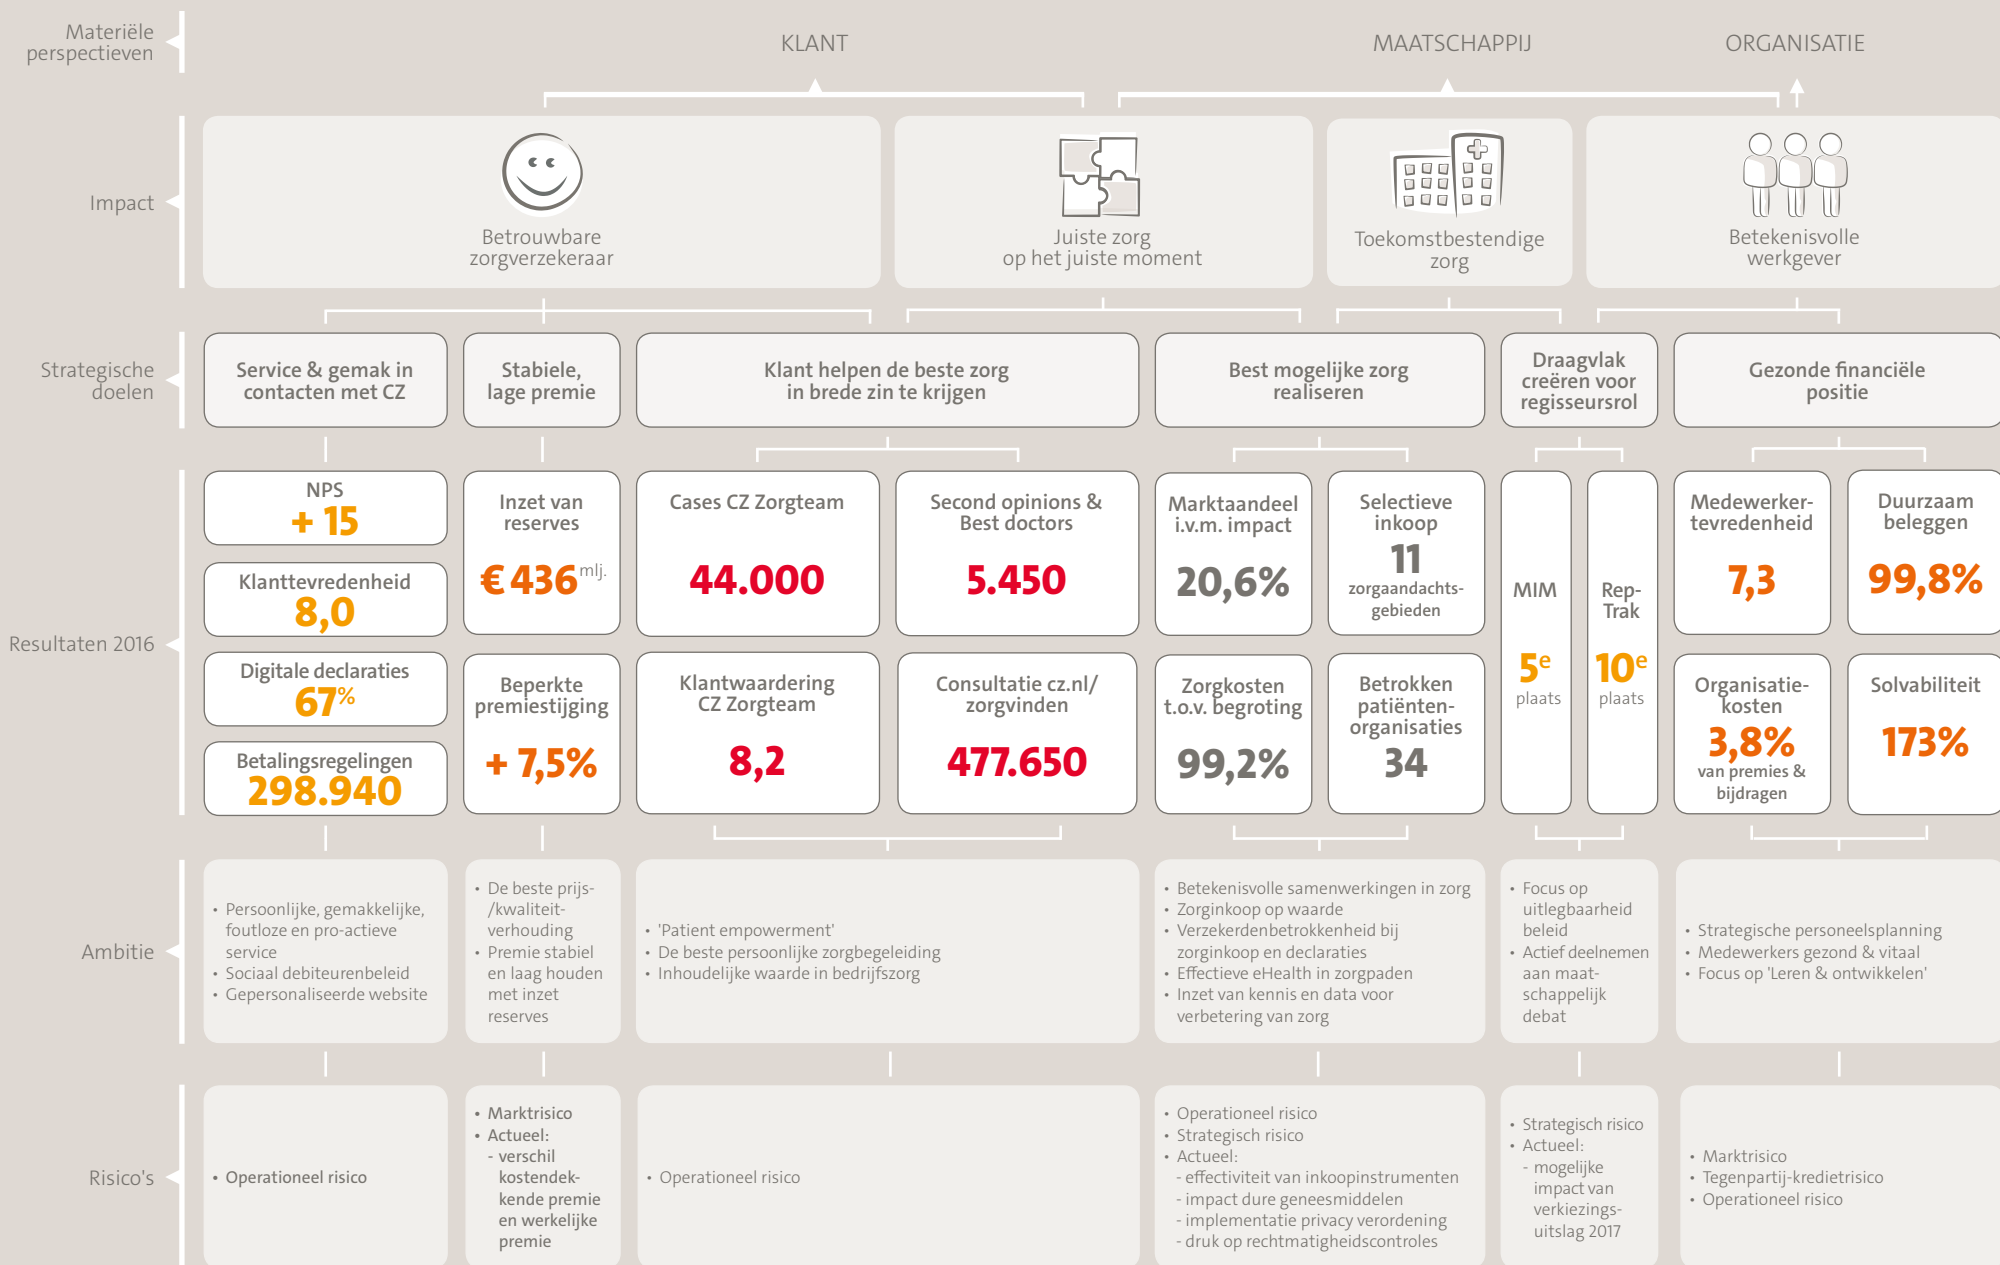 Materiële
perspectieven
KLANT
MAATSCHAPPIJ
ORGANISATIE
Impact
Betrouwbare
zorgverzekeraar
Juiste zorg
op het juiste moment
Toekomstbestendige
zorg
Betekenisvolle
werkgever
Strategische
doelen
Service & gemak in
contacten met CZ
Stabiele,
lage premie
Klant helpen de beste zorg
in brede zin te krijgen
Best mogelijke zorg
realiseren
Draagvlak
creëren voor
regisseursrol
Gezonde financiële
positie
Resultaten 2016
NPS
+ 15
Klanttevredenheid
8,0
Digitale declaraties
67%
Betalingsregelingen
298.940
Inzet van
reserves
€ 436 mlj.
Beperkte
premiestijging
+ 7,5%
Cases CZ Zorgteam
44.000
Second opinions &
Best doctors
5.450
Klantwaardering
CZ Zorgteam
8,2
Consultatie cz.nl/
zorgvinden
477.650
Marktaandeel
i.v.m. impact
20,6%
Selectieve
inkoop
11
zorgaandachts-
gebieden
Zorgkosten
t.o.v. begroting
99,2%
Betrokken
patiënten-
organisaties
34
MIM
5e
plaats
Rep-
Trak
10e
plaats
Medewerker-
tevredenheid
7,3
Duurzaam
beleggen
99,8%
Organisatie-
kosten
3,8%
van premies &
bijdragen
Solvabiliteit
173%
Ambitie
• Persoonlijke, gemakkelijke,
foutloze en pro-actieve
service
• Sociaal debiteurenbeleid
• Gepersonaliseerde website
• De beste prijs-
/kwaliteit-
verhouding
• Premie stabiel
en laag houden
met inzet
reserves
• 'Patient empowerment'
• De beste persoonlijke zorgbegeleiding
• Inhoudelijke waarde in bedrijfszorg
• Betekenisvolle samenwerkingen in zorg
• Zorginkoop op waarde
• Verzekerdenbetrokkenheid bij
zorginkoop en declaraties
• Effectieve eHealth in zorgpaden
• Inzet van kennis en data voor
verbetering van zorg
• Focus op
uitlegbaarheid
beleid
• Actief deelnemen
aan maat-
schappelijk
debat
• Strategische personeelsplanning
• Medewerkers gezond & vitaal
• Focus op 'Leren & ontwikkelen'
Risico's
• Operationeel risico
• Marktrisico
• Actueel:
- verschil
kostendek-
kende premie
en werkelijke
premie
• Operationeel risico
• Operationeel risico
• Strategisch risico
• Actueel:
- effectiviteit van inkoopinstrumenten
- impact dure geneesmiddelen
- implementatie privacy verordening
- druk op rechtmatigheidscontroles
• Strategisch risico
• Actueel:
- mogelijke
impact van
verkiezings-
uitslag 2017
• Marktrisico
• Tegenpartij-kredietrisico
• Operationeel risico